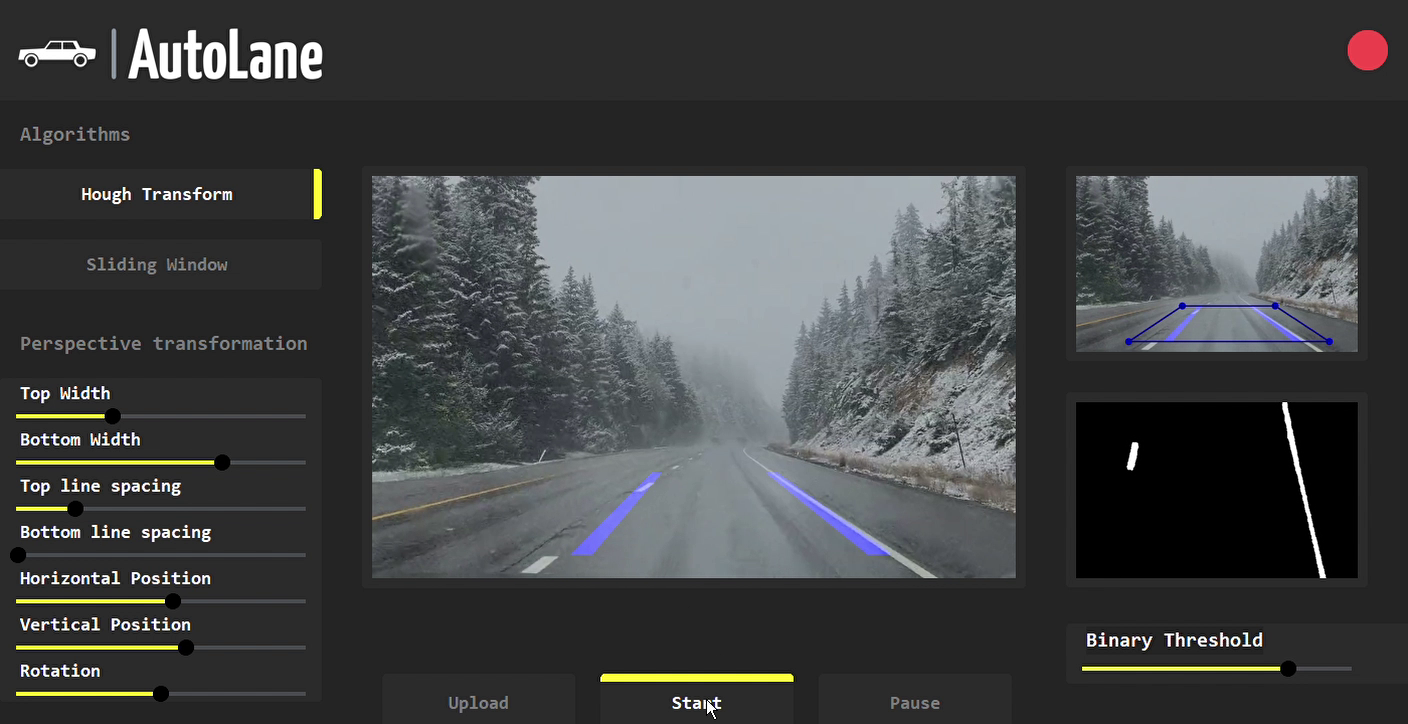 AutoLane
Algorithms
Hough Transform
Sliding Window
Perspective transformation
Top Width
Bottom Width
Top line spacing
Bottom line spacing
Horizontal Position
Vertical Position
Rotation
Binary Threshold
Upload
Start
Pause